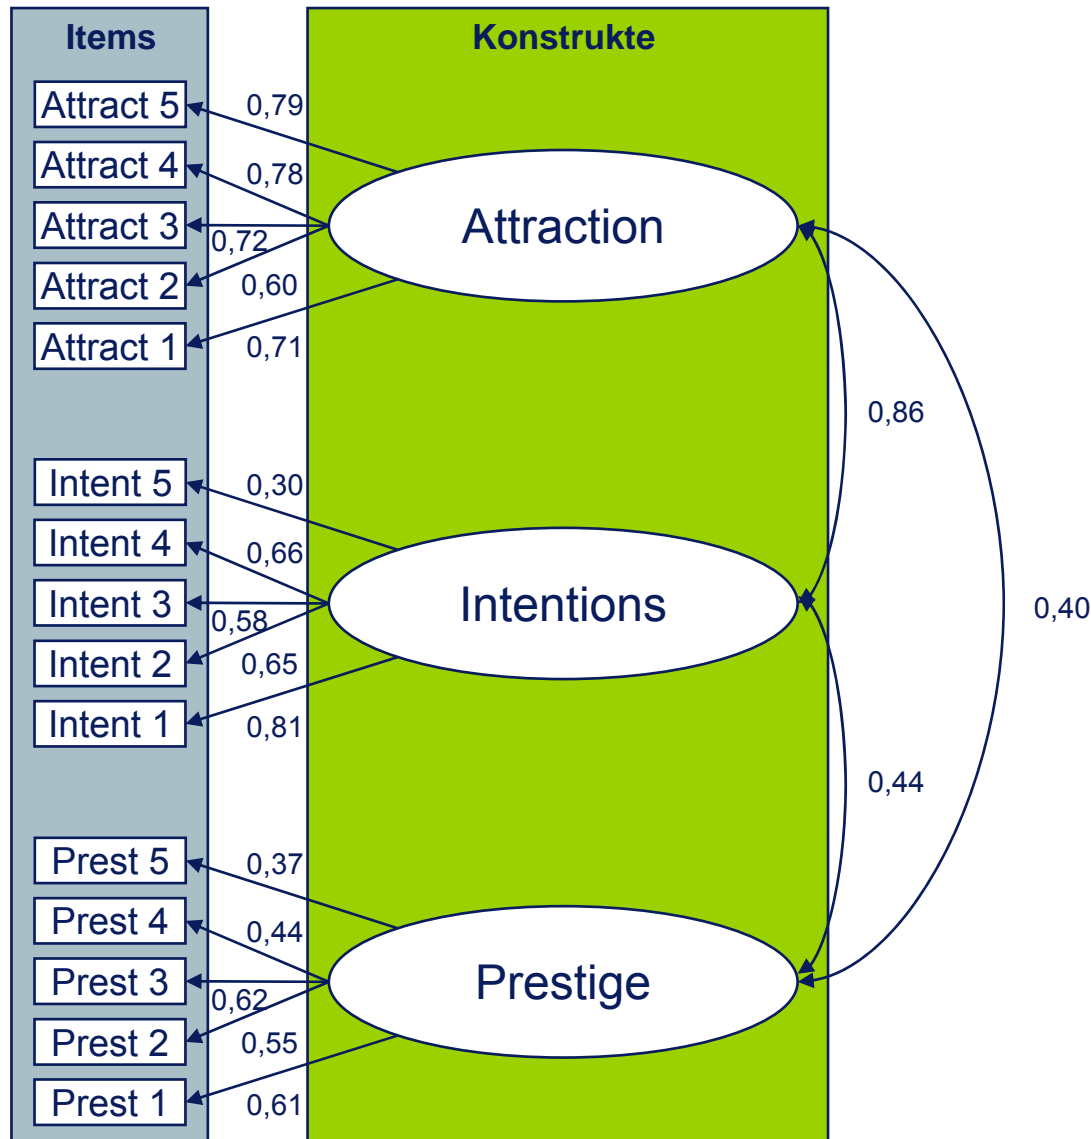 Items
Konstrukte
Attract 5
0,79
Attract 4
0,78
Attract 3
0,72
Attract 2
0,60
Attract 1
0,71
Attraction
0,86
Intent 5
0,30
Intent 4
0,66
Intent 3
0,58
Intent 2
0,65
Intent 1
0,81
Intentions
0,40
0,44
Prest 5
0,37
Prest 4
0,44
Prest 3
0,62
Prest 2
0,55
Prest 1
0,61
Prestige